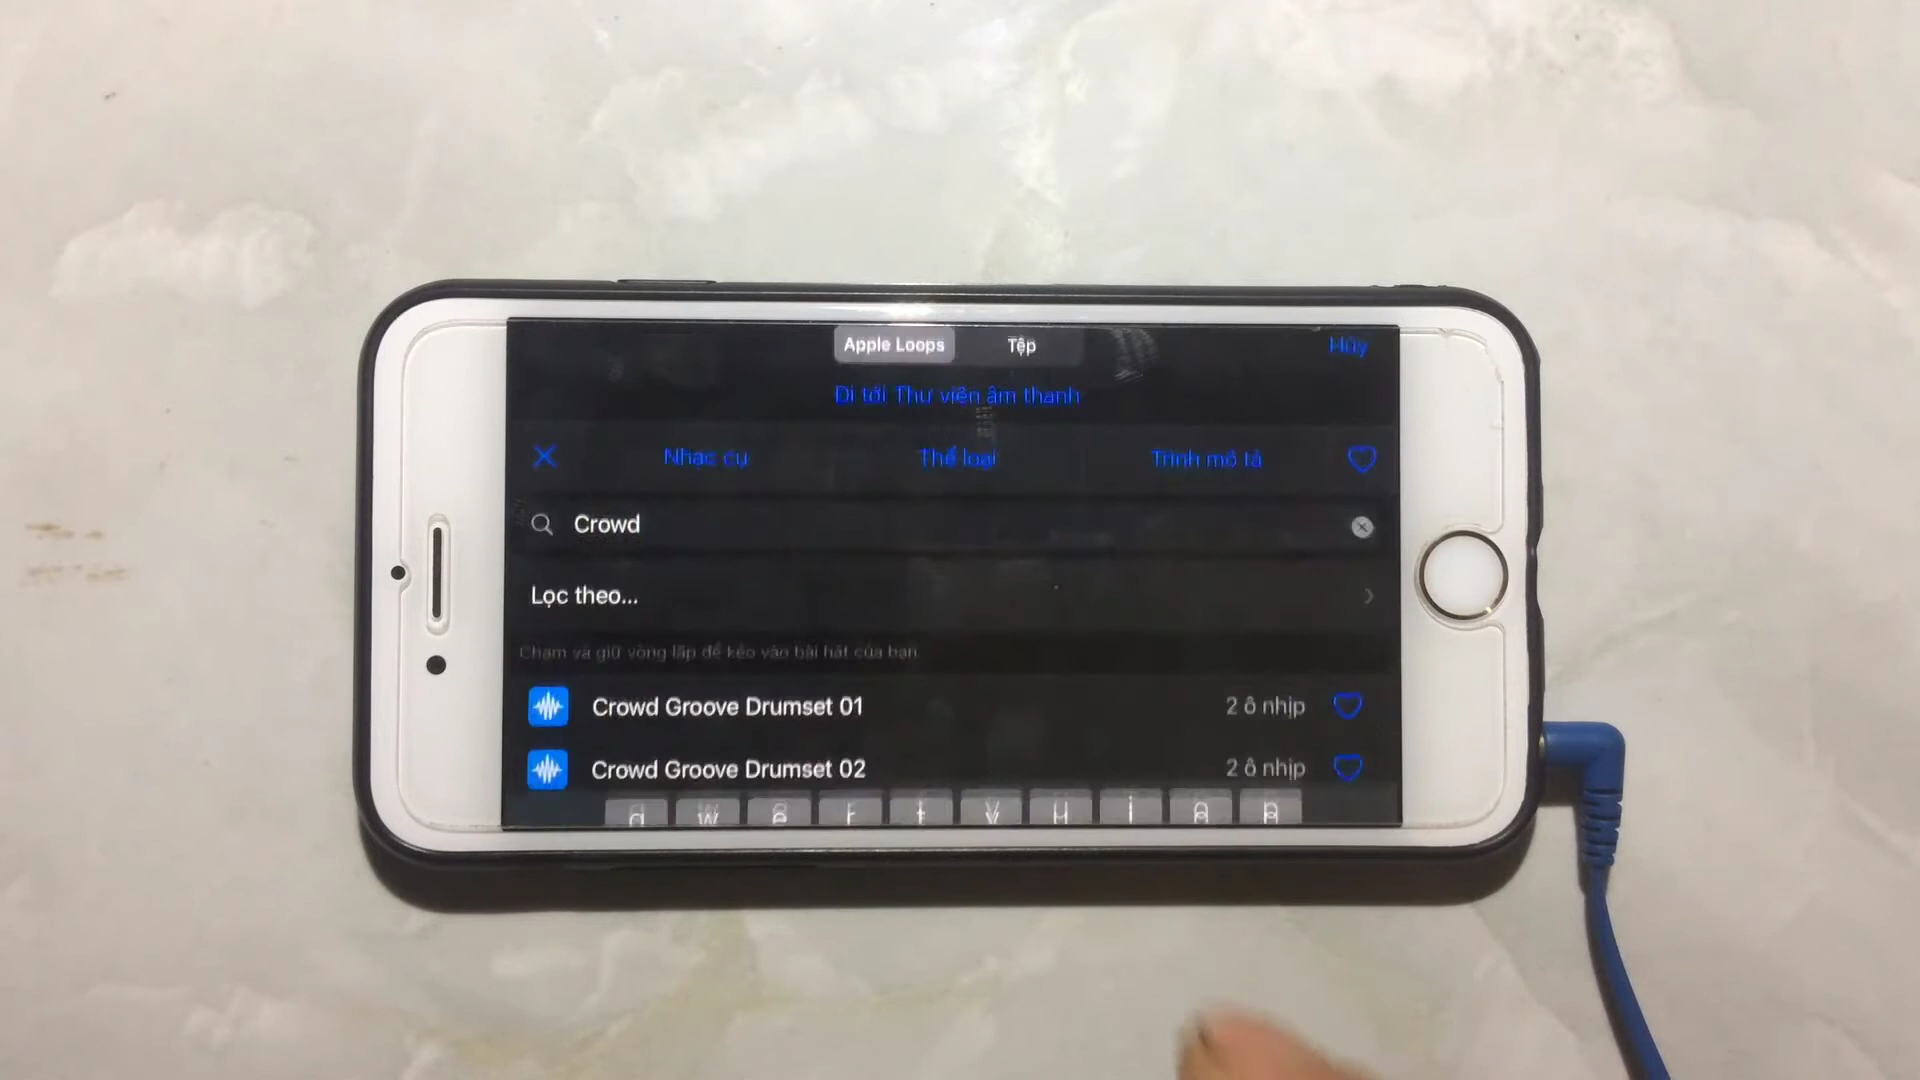 Apple Loops Tệp Hủy
Đi tới Thư viện âm thanh
Nhạc cụ Thể loại Trình mô tả
Crowd
Lọc theo...
Chạm và giữ vòng lặp để kéo vào bài hát của bạn.
Crowd Groove Drumset 01 2 ô nhịp
Crowd Groove Drumset 02 2 ô nhịp
q w e r t y u i o p